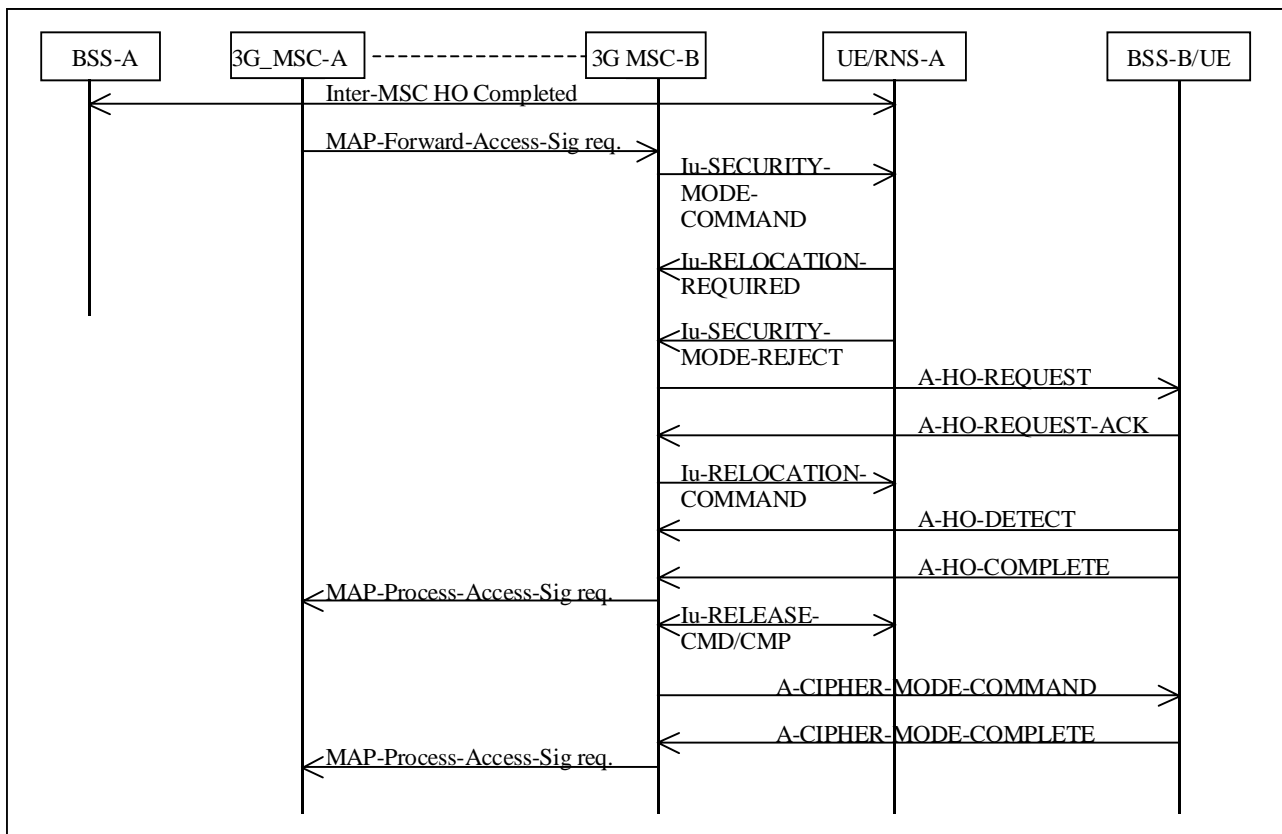 BSS-A
3G_MSC-A
3G MSC-B
UE/RNS-A
BSS-B/UE
Inter-MSC HO Completed
MAP-Forward-Access-Sig req.
Iu-SECURITY-
MODE-
COMMAND
Iu-RELOCATION-
REQUIRED
Iu-SECURITY-
MODE-REJECT
A-HO-REQUEST
A-HO-REQUEST-ACK
Iu-RELOCATION-
COMMAND
A-HO-DETECT
A-HO-COMPLETE
MAP-Process-Access-Sig req.
Iu-RELEASE-
CMD/CMP
A-CIPHER-MODE-COMMAND
A-CIPHER-MODE-COMPLETE
MAP-Process-Access-Sig req.